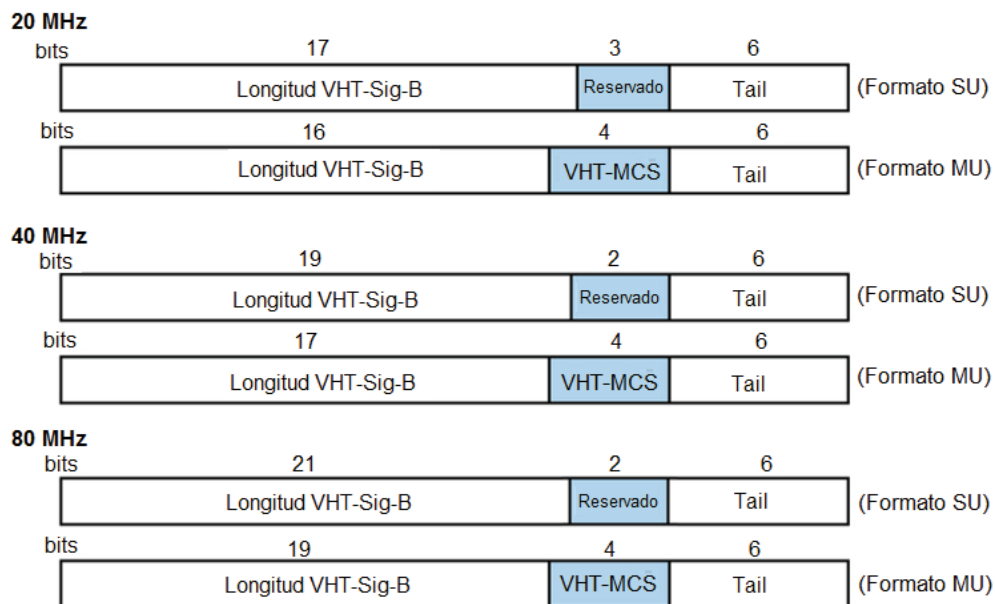 20 MHz
bits 17 3 6
Longitud VHT-Sig-B Reservado Tail (Formato SU)
bits 16 4 6
Longitud VHT-Sig-B VHT-MCS Tail (Formato MU)
40 MHz
bits 19 2 6
Longitud VHT-Sig-B Reservado Tail (Formato SU)
bits 17 4 6
Longitud VHT-Sig-B VHT-MCS Tail (Formato MU)
80 MHz
bits 21 2 6
Longitud VHT-Sig-B Reservado Tail (Formato SU)
bits 19 4 6
Longitud VHT-Sig-B VHT-MCS Tail (Formato MU)